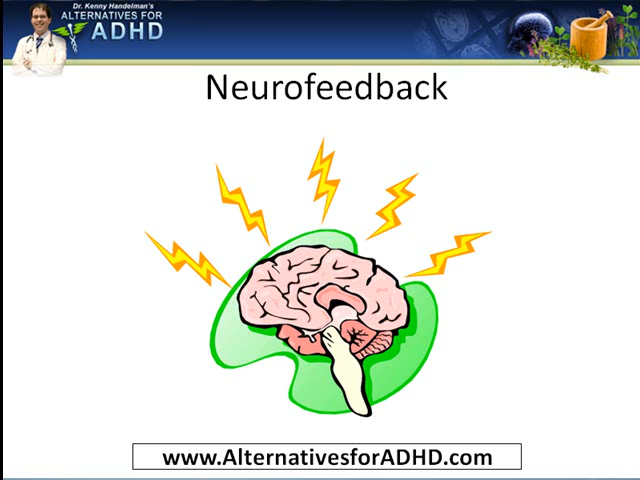 Dr. Kenny Handelman's
ALTERNATIVES FOR
ADHD
Neurofeedback
www.AlternativesforADHD.com